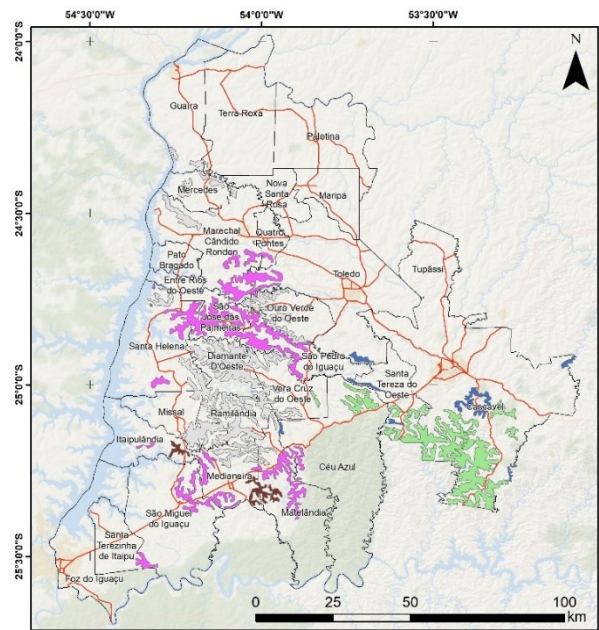 54°30'0"W 54°0'0"W 53°30'0"W
24°0'0"S
N
Guaíra
Terra Roxa
Palotina
24°30'0"S
Mercedes
Nova
Santa
Rosa
Maripá
Marechal
Cândido
Rondon
Quatro
Pontes
Pato
Bragado
Entre Rios
do Oeste
Toledo
Tupãssi
São
José das
Palmeiras
Ouro Verde
do Oeste
Santa Helena
Diamante
D'Oeste
São Pedro
do Iguaçu
25°0'0"S
Santa
Tereza do
Oeste
Vera Cruz
do Oeste
Cascavel
Missal
Ramilândia
Itaipulândia
Céu Azul
Medianeira
Matelândia
São Miguel
do Iguaçu
Santa
Terezinha
de Itaipu
25°30'0"S
Foz do Iguaçu
0 25 50 100
km